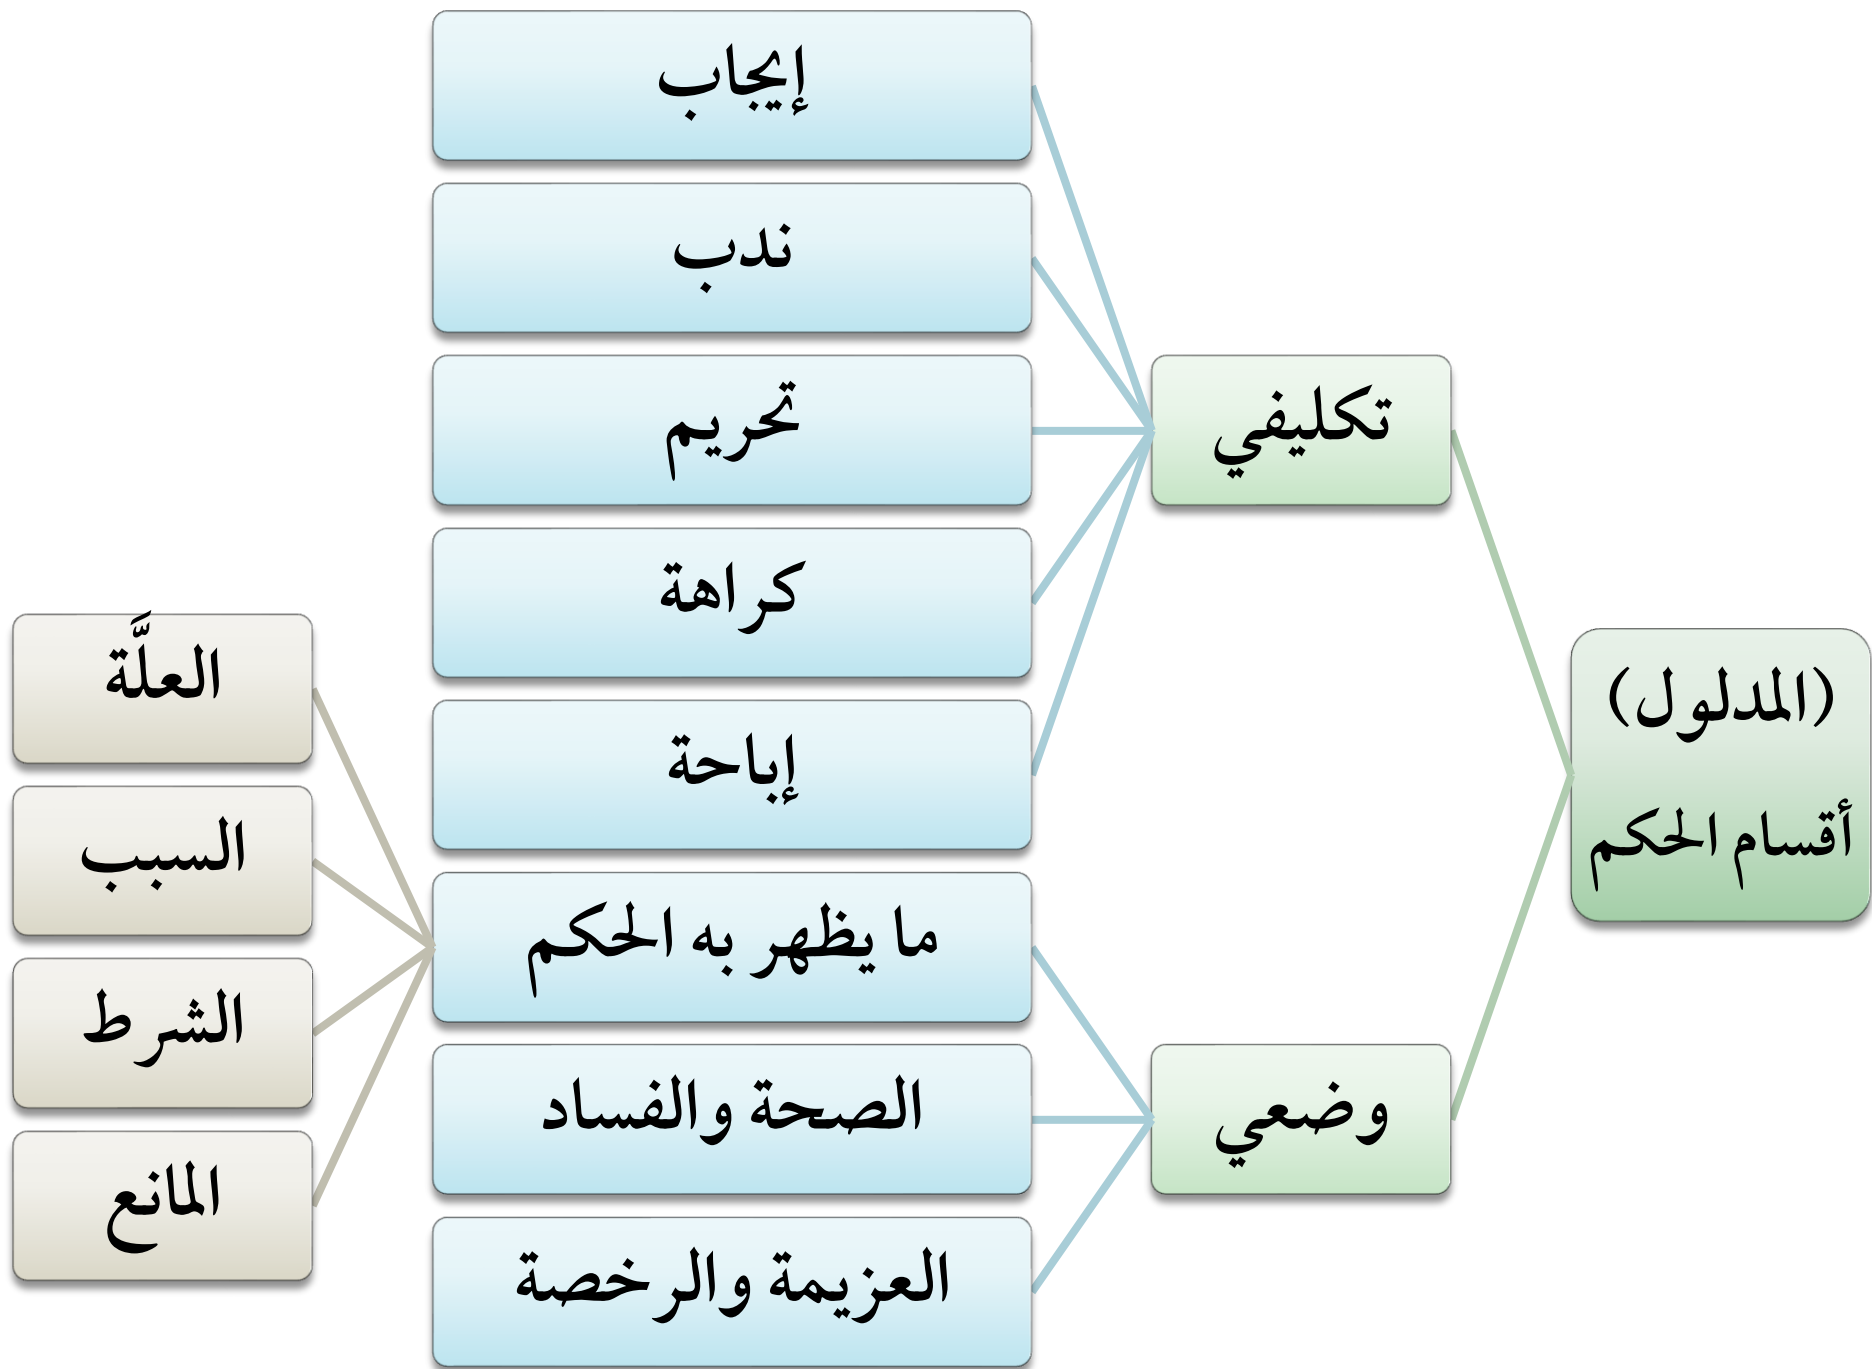 (المدلول)
أقسام الحكم
تكليفي
إيجاب
ندب
تحريم
كراهة
إباحة
وضعي
ما يظهر به الحكم
العلَّة
السبب
الشرط
المانع
الصحة والفساد
العزيمة والرخصة